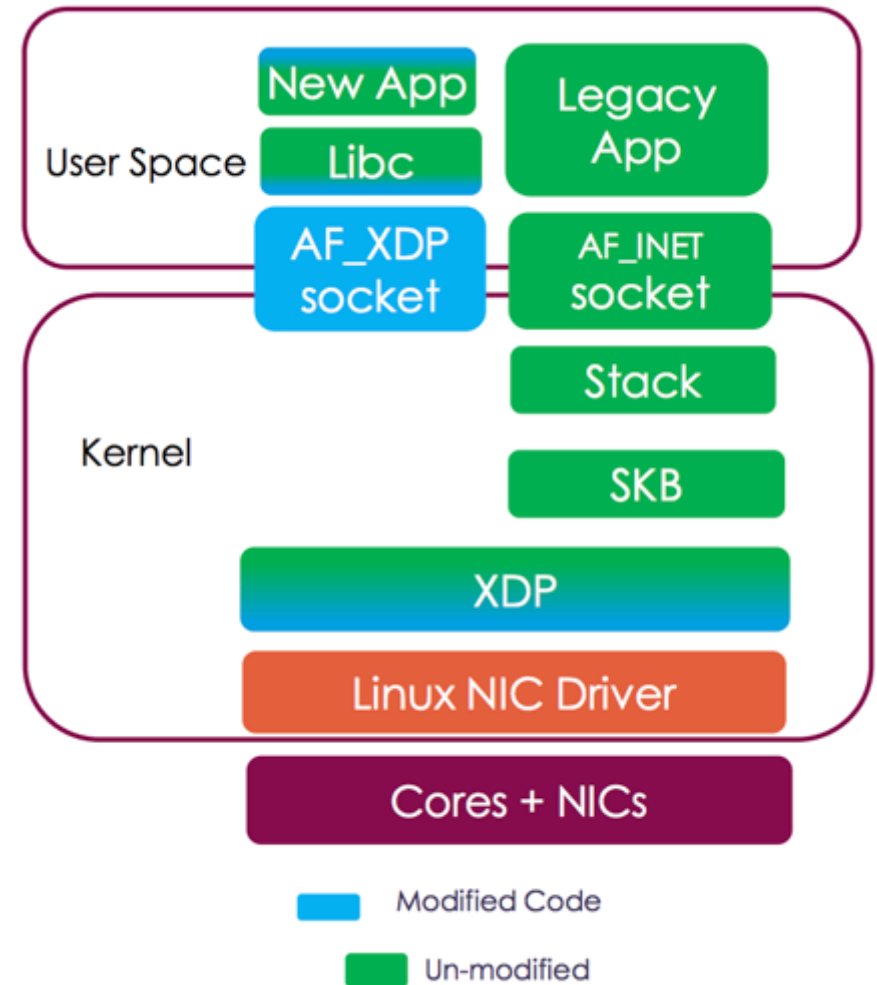 New App
Legacy
App
User Space
Libc
AF_XDP
socket
AF_INET
socket
Stack
Kernel
SKB
XDP
Linux NIC Driver
Cores + NICs
Modified Code
Un-modified